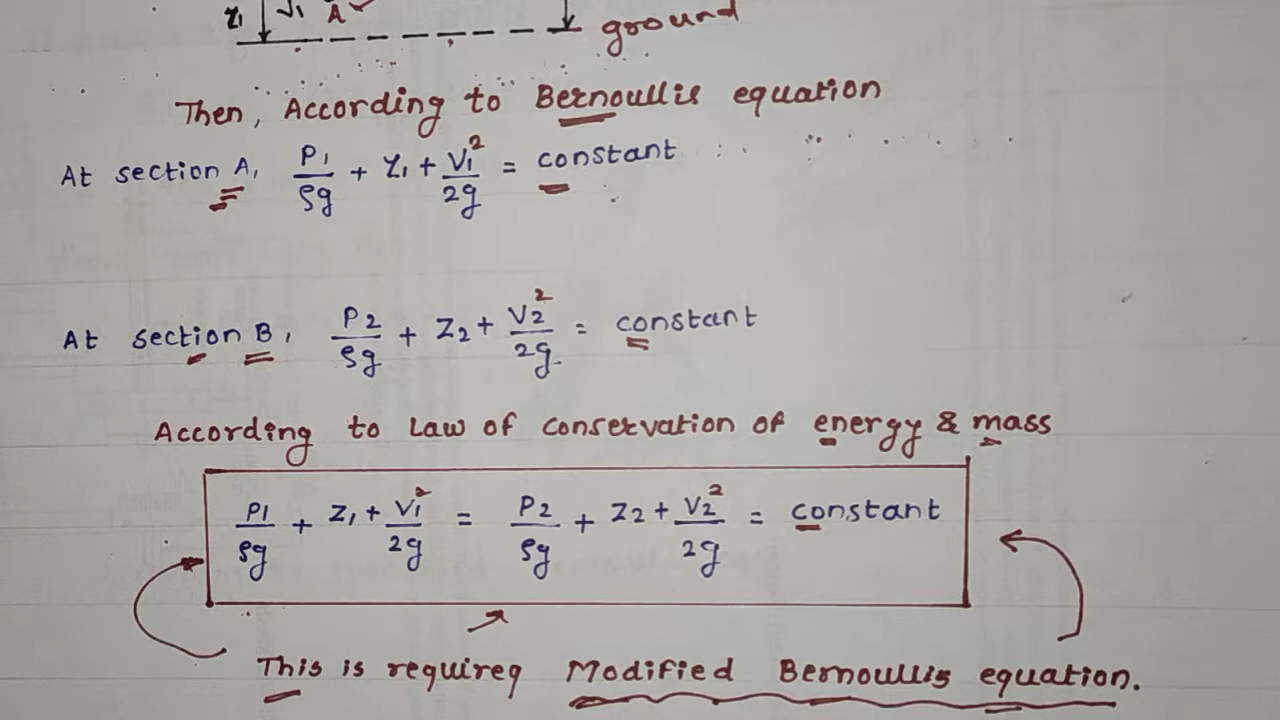 Z1 V1 A ground
Then, According to Bernoullis equation
At section A, P1/ρg + Z1 + V1²/2g = constant
At section B, P2/ρg + Z2 + V2²/2g = constant
According to Law of conservation of energy & mass
P1/ρg + Z1 + V1²/2g = P2/ρg + Z2 + V2²/2g = constant
This is requireq Modified Bernoullis equation.